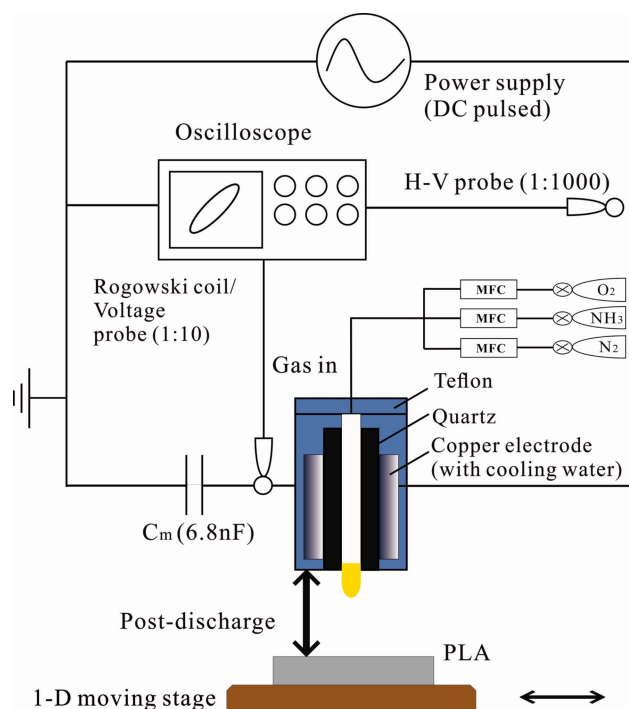 Power supply
(DC pulsed)
Oscilloscope
H-V probe (1:1000)
Rogowski coil/
Voltage
probe (1:10)
MFC O₂
MFC NH₃
MFC N₂
Gas in
Teflon
Quartz
Copper electrode
(with cooling water)
Cm (6.8nF)
Post-discharge
PLA
1-D moving stage